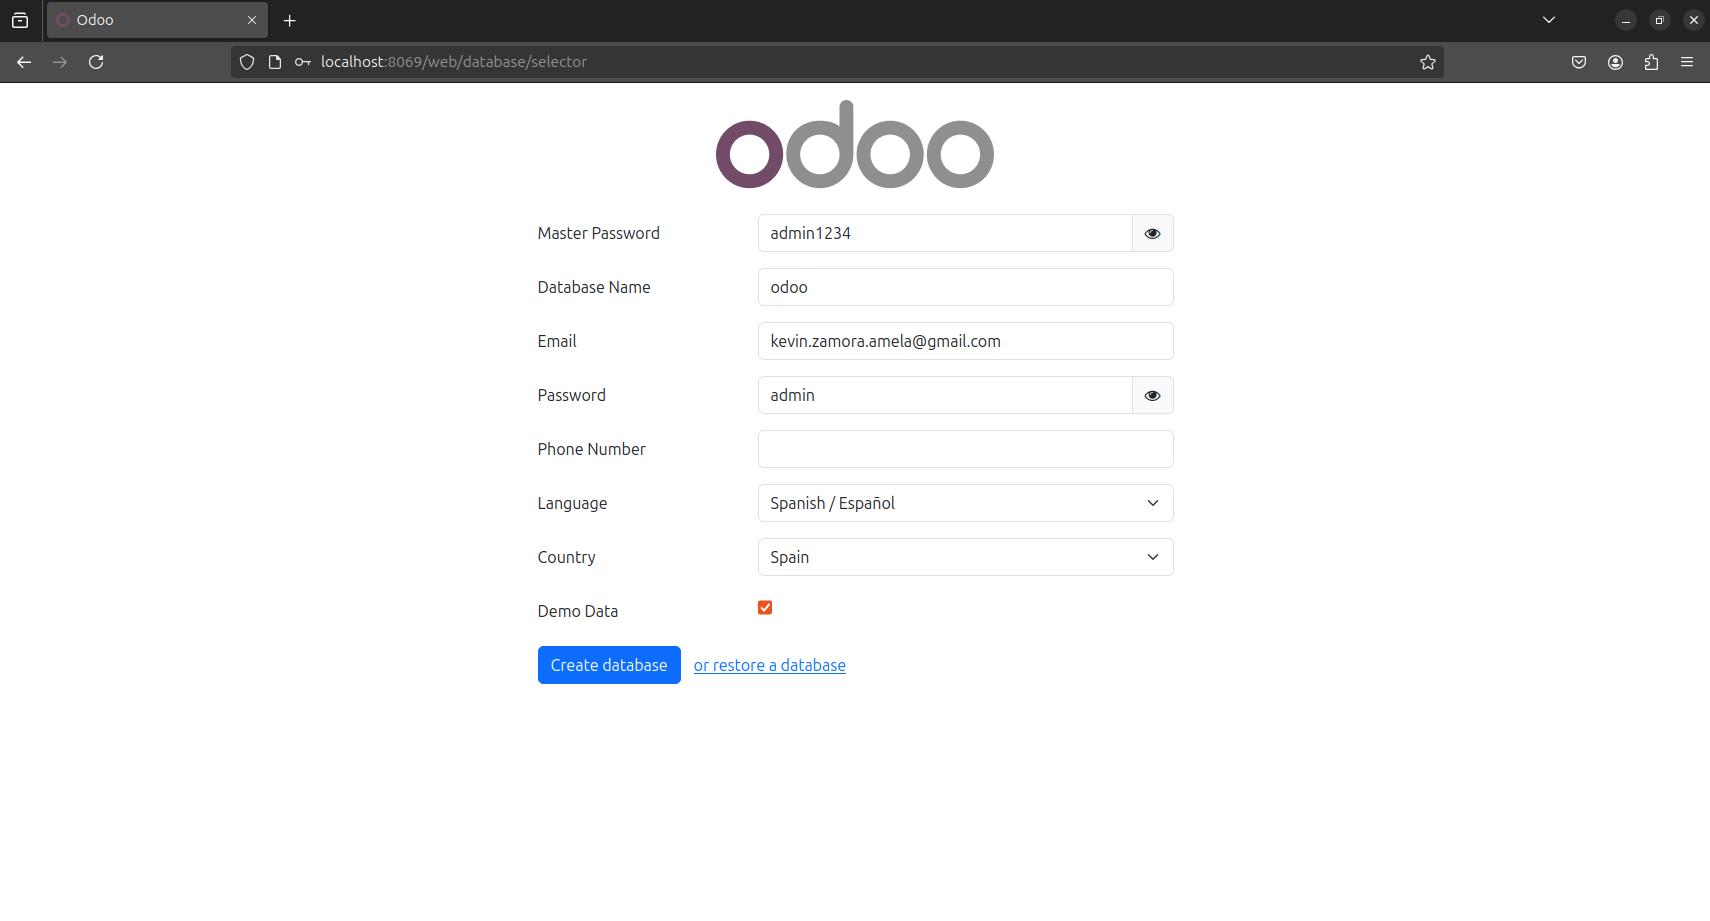 Odoo
localhost:8069/web/database/selector
odoo
Master Password admin1234
Database Name odoo
Email kevin.zamora.amela@gmail.com
Password admin
Phone Number
Language Spanish / Español
Country Spain
Demo Data
Create database or restore a database